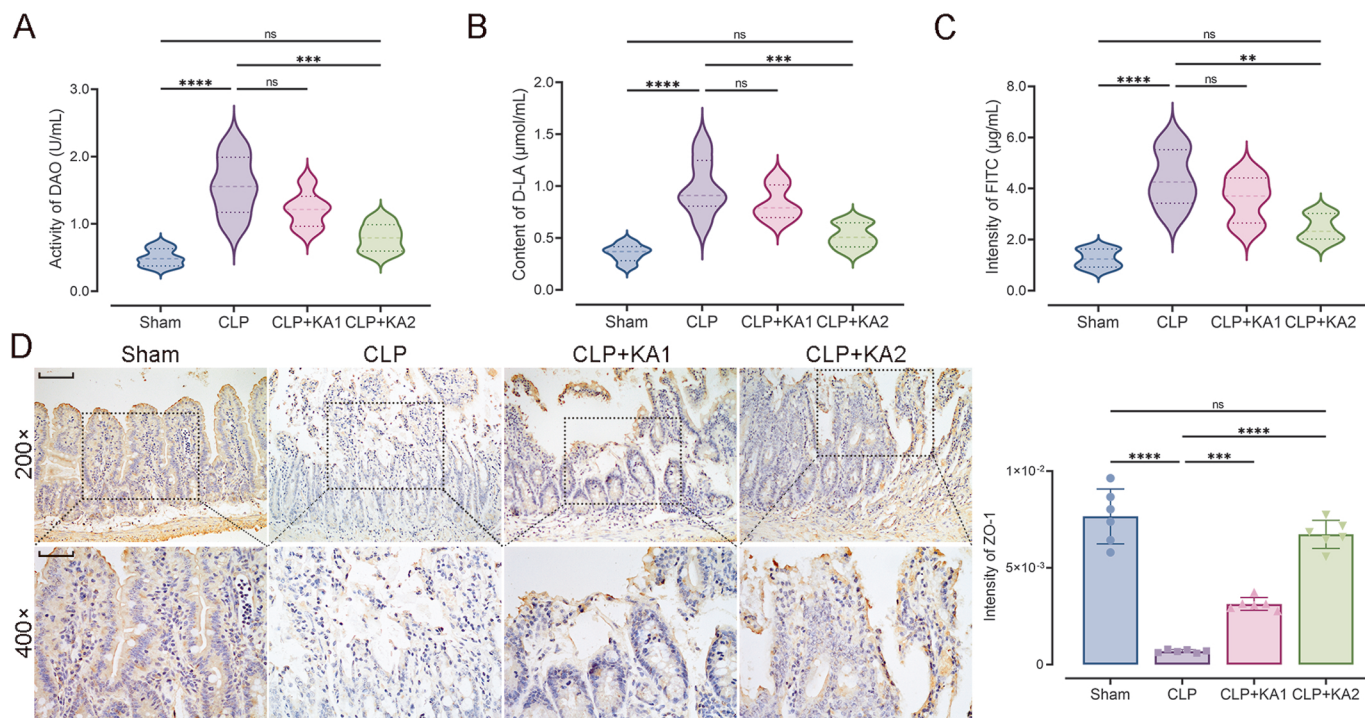 A
ns
***
****
ns
Activity of DAO (U/mL)
3.0
2.0
1.0
0.0
Sham
CLP
CLP+KA1
CLP+KA2
B
ns
***
****
ns
Content of D-LA (μmol/mL)
2.0
1.5
1.0
0.5
0.0
Sham
CLP
CLP+KA1
CLP+KA2
C
ns
**
****
ns
Intensity of FITC (μg/mL)
8.0
6.0
4.0
2.0
0.0
Sham
CLP
CLP+KA1
CLP+KA2
D
Sham
CLP
CLP+KA1
CLP+KA2
200×
400×
ns
****
****
***
Intensity of ZO-1
1×10⁻²
5×10⁻³
0
Sham
CLP
CLP+KA1
CLP+KA2